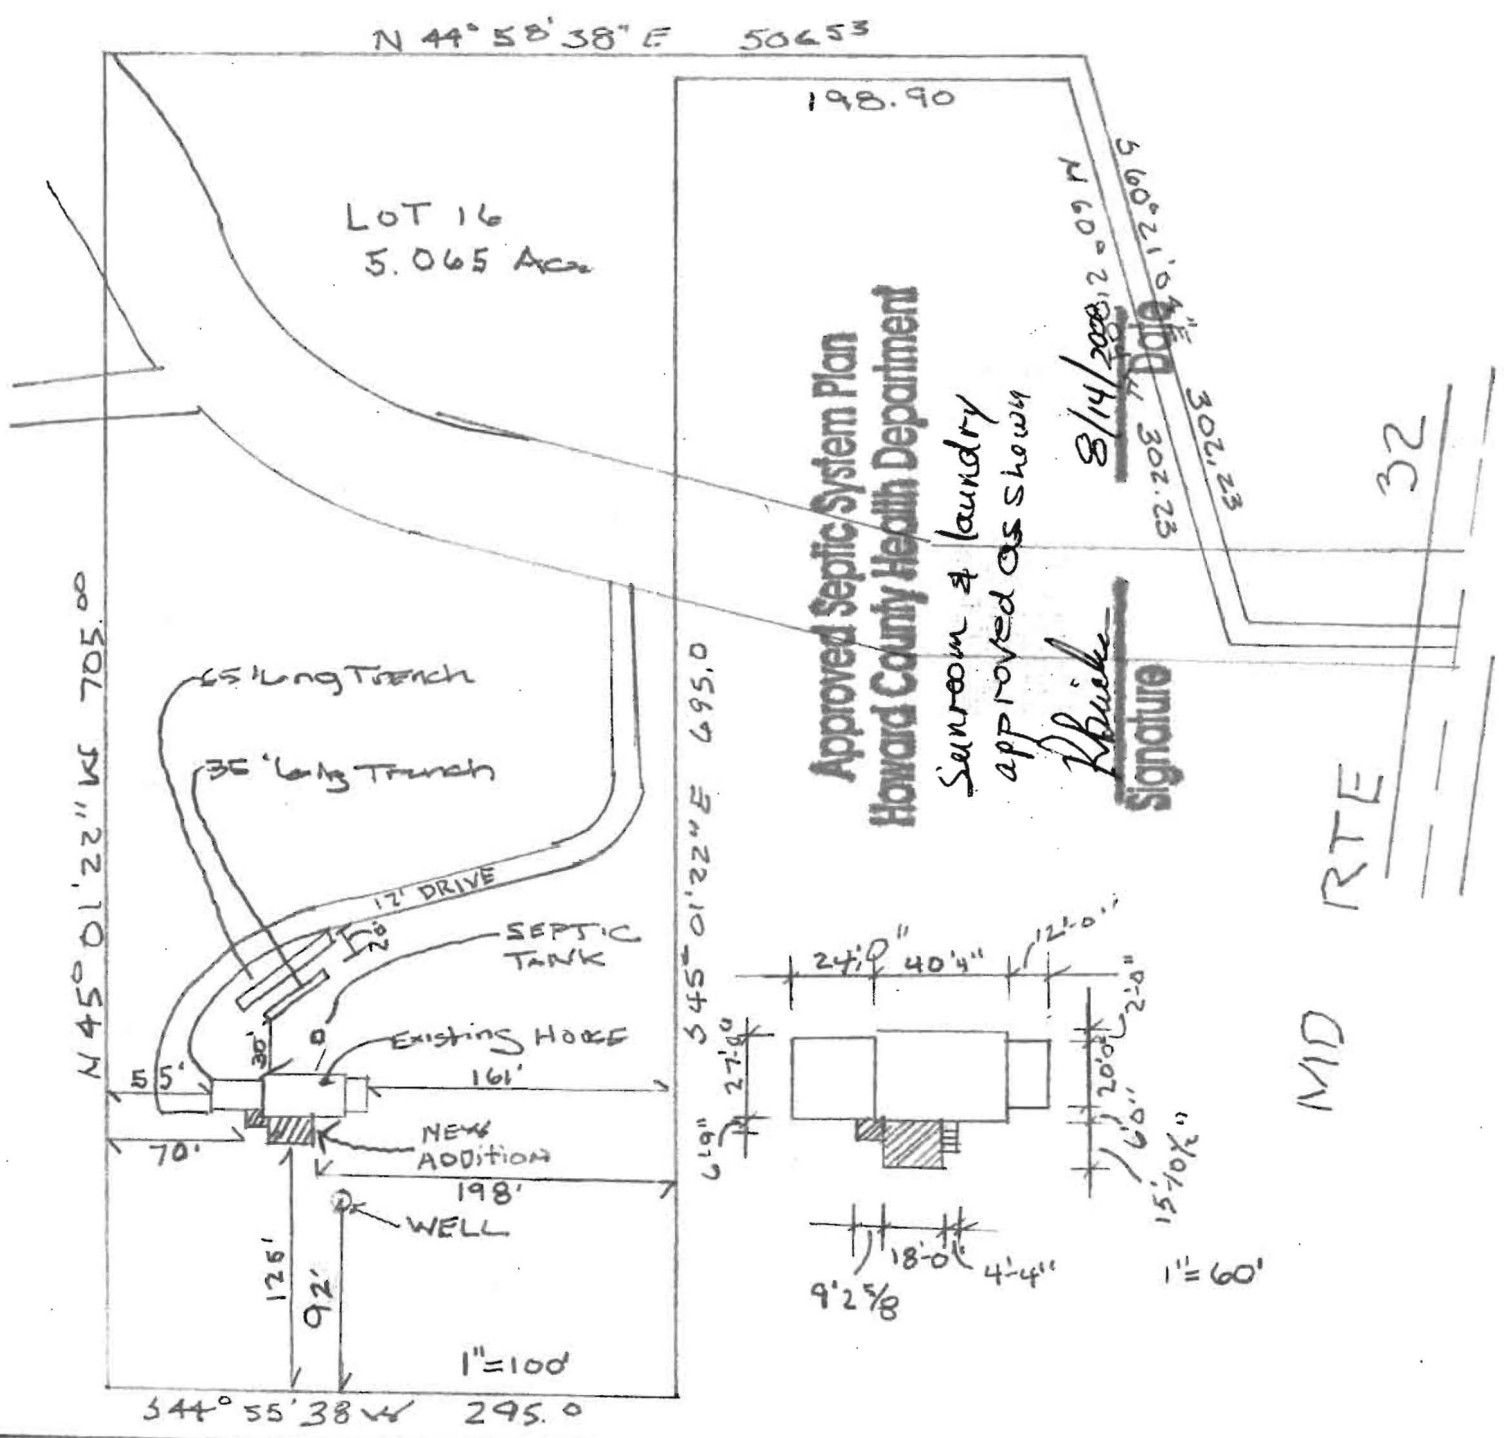 N 44° 58' 38" E 506.53
198.90
LOT 16
5.065 Ac±
S 60° 21' 04" E 302.23
302.23
Approved Septic System Plan
Howard County Health Department
Sunroom & laundry
approved as shown
8/14/2008
Date
Signature
MD RTE 32
N 45° 01' 22" W 705.00
S 45° 01' 22" E 695.0
65' Long Trench
35' Long Trench
12' DRIVE
20'
SEPTIC
TANK
30'
Existing HOUSE
55'
161'
70'
NEW
ADDITION
198'
WELL
125'
92'
1"=100'
S44° 55' 38 W 295.0
24'0"
40'4"
12'-0"
2'-0"
27'-0"
20'0"
6'-9"
6'0"
15'-10½"
18'-0"
4'-4"
9'2 5/8
1"=60'